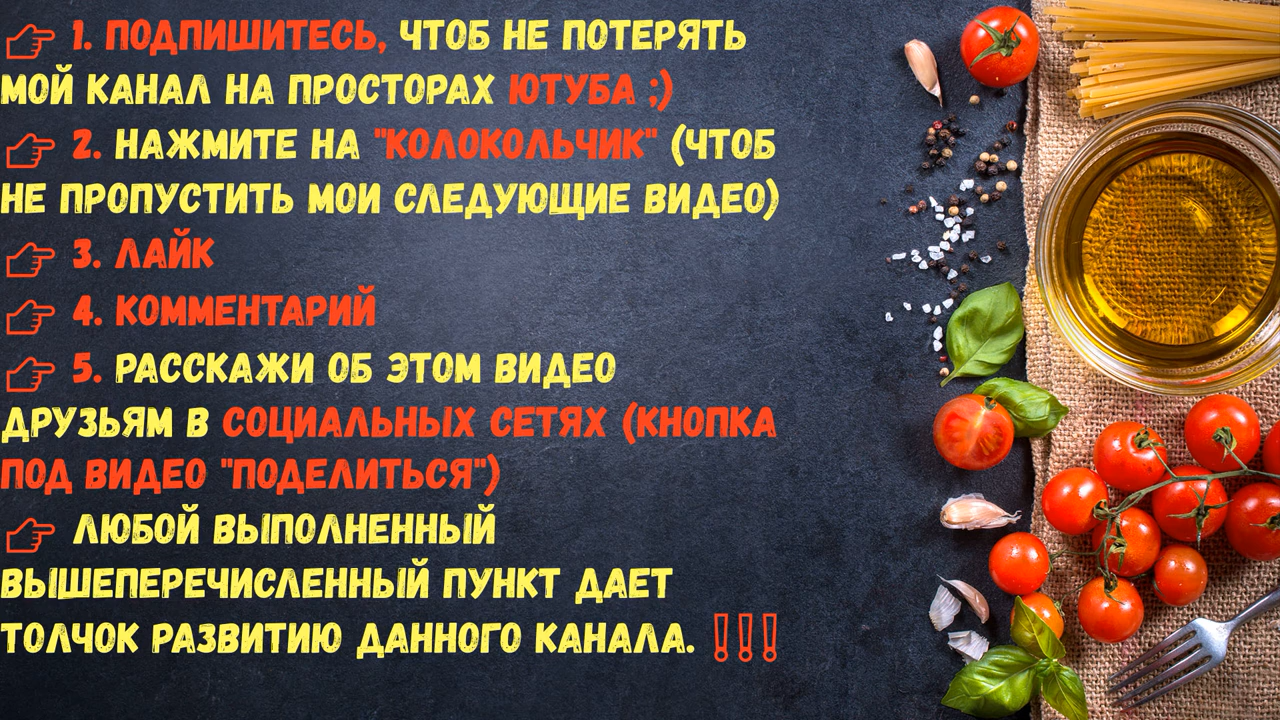 👉 1. ПОДПИШИТЕСЬ, ЧТОБ НЕ ПОТЕРЯТЬ
МОЙ КАНАЛ НА ПРОСТОРАХ ЮТУБА ;)
👉 2. НАЖМИТЕ НА "КОЛОКОЛЬЧИК" (ЧТОБ
НЕ ПРОПУСТИТЬ МОИ СЛЕДУЮЩИЕ ВИДЕО)
👉 3. ЛАЙК
👉 4. КОММЕНТАРИЙ
👉 5. РАССКАЖИ ОБ ЭТОМ ВИДЕО
ДРУЗЬЯМ В СОЦИАЛЬНЫХ СЕТЯХ (КНОПКА
ПОД ВИДЕО "ПОДЕЛИТЬСЯ")
👉 ЛЮБОЙ ВЫПОЛНЕННЫЙ
ВЫШЕПЕРЕЧИСЛЕННЫЙ ПУНКТ ДАЕТ
ТОЛЧОК РАЗВИТИЮ ДАННОГО КАНАЛА. !!!